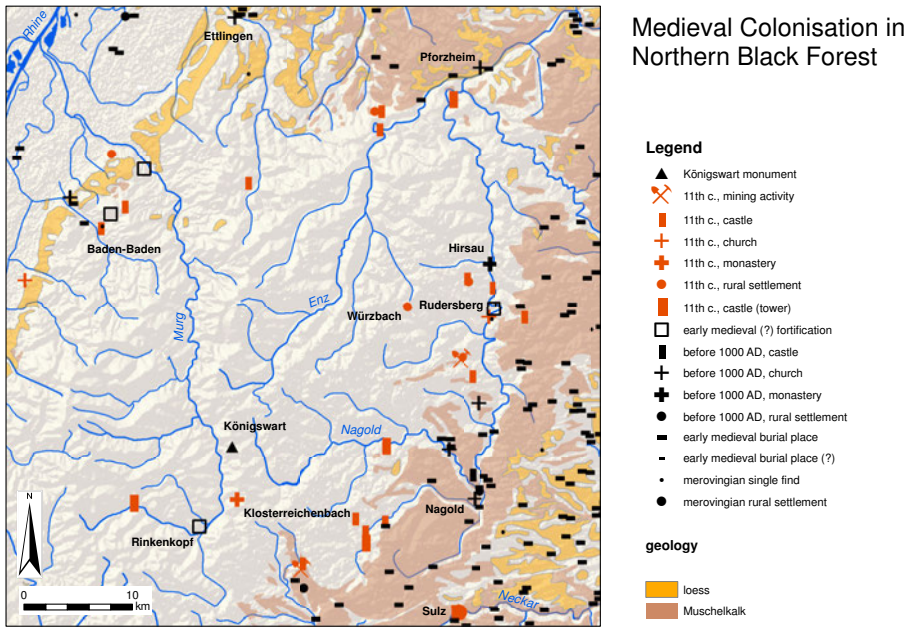 Medieval Colonisation in
Northern Black Forest
Rhine
Ettlingen
Pforzheim
Baden-Baden
Hirsau
Enz
Rudersberg
Würzbach
Murg
Königswart
Nagold
Klosterreichenbach
Nagold
Rinkenkopf
N
0 10
km
Sulz
Neckar
Legend
Königswart monument
11th c., mining activity
11th c., castle
11th c., church
11th c., monastery
11th c., rural settlement
11th c., castle (tower)
early medieval (?) fortification
before 1000 AD, castle
before 1000 AD, church
before 1000 AD, monastery
before 1000 AD, rural settlement
early medieval burial place
early medieval burial place (?)
merovingian single find
merovingian rural settlement
geology
loess
Muschelkalk